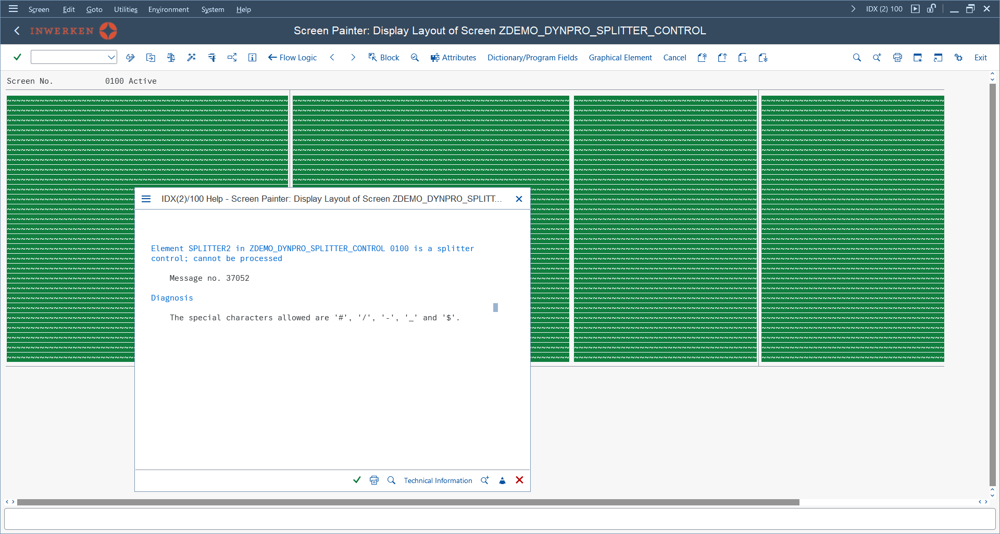 Screen Edit Goto Utilities Environment System Help IDX (2) 100
INWERKEN Screen Painter: Display Layout of Screen ZDEMO_DYNPRO_SPLITTER_CONTROL
Flow Logic Block Attributes Dictionary/Program Fields Graphical Element Cancel Exit
Screen No. 0100 Active
IDX(2)/100 Help - Screen Painter: Display Layout of Screen ZDEMO_DYNPRO_SPLITT...
Element SPLITTER2 in ZDEMO_DYNPRO_SPLITTER_CONTROL 0100 is a splitter
control; cannot be processed
Message no. 37052
Diagnosis
The special characters allowed are '#', '/', '-', '_' and '$'.
Technical Information